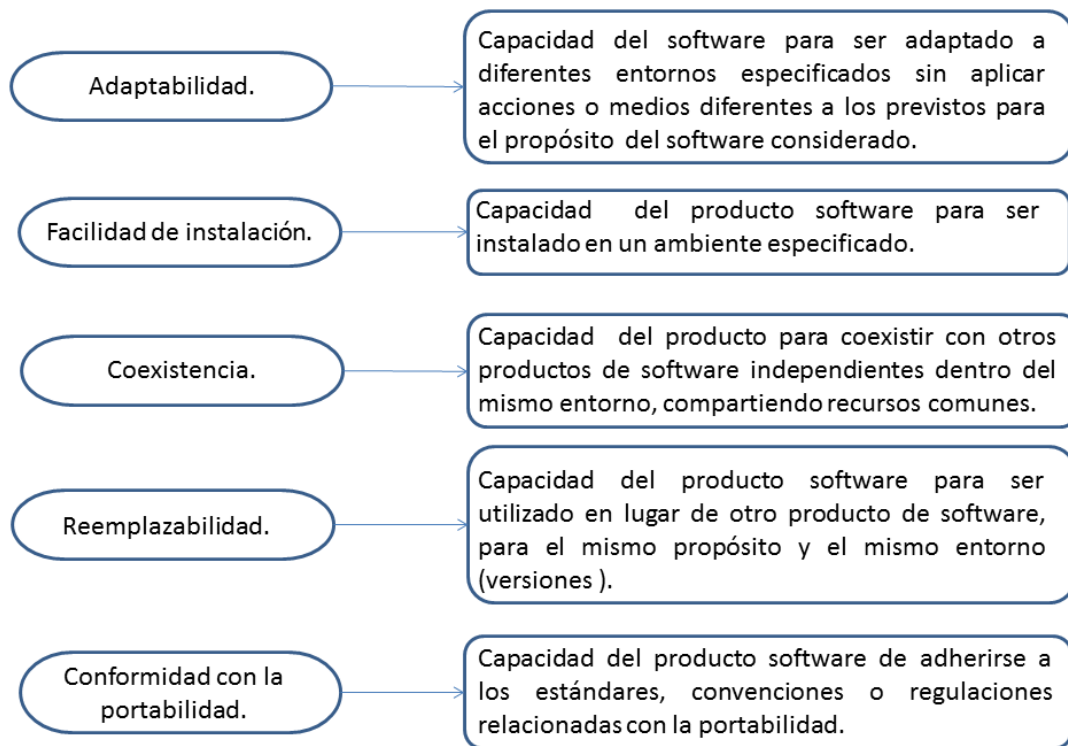 Adaptabilidad.
Capacidad del software para ser adaptado a
diferentes entornos especificados sin aplicar
acciones o medios diferentes a los previstos para
el propósito del software considerado.
Facilidad de instalación.
Capacidad del producto software para ser
instalado en un ambiente especificado.
Coexistencia.
Capacidad del producto para coexistir con otros
productos de software independientes dentro del
mismo entorno, compartiendo recursos comunes.
Reemplazabilidad.
Capacidad del producto software para ser
utilizado en lugar de otro producto de software,
para el mismo propósito y el mismo entorno
(versiones ).
Conformidad con la
portabilidad.
Capacidad del producto software de adherirse a
los estándares, convenciones o regulaciones
relacionadas con la portabilidad.